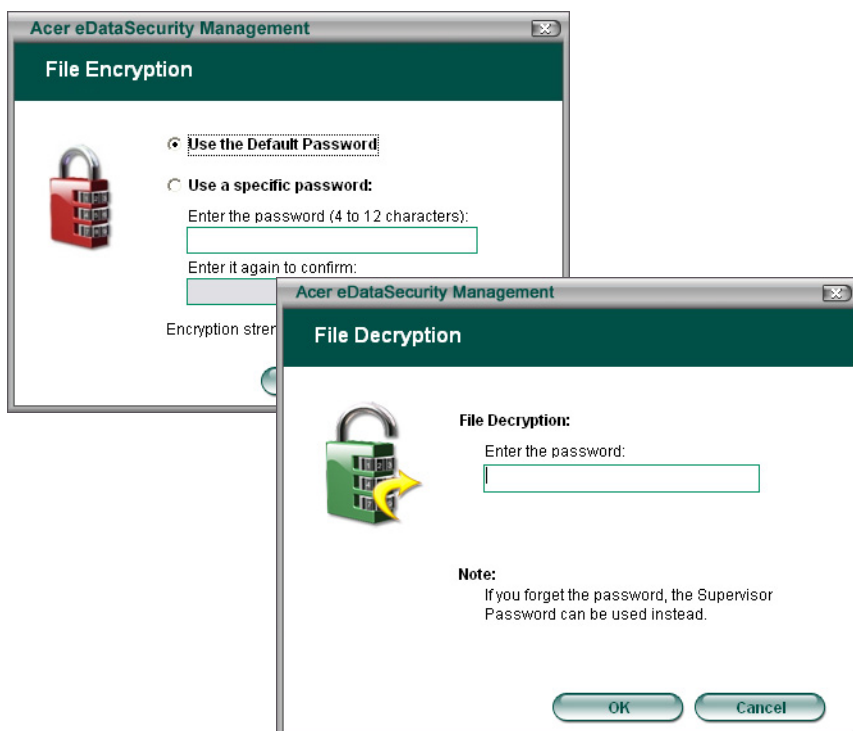 Acer eDataSecurity Management
File Encryption
Use the Default Password
Use a specific password:
Enter the password (4 to 12 characters):
Enter it again to confirm:
Encryption
Acer eDataSecurity Management
File Decryption
File Decryption:
Enter the password:
Note:
If you forget the password, the Supervisor
Password can be used instead.
OK
Cancel